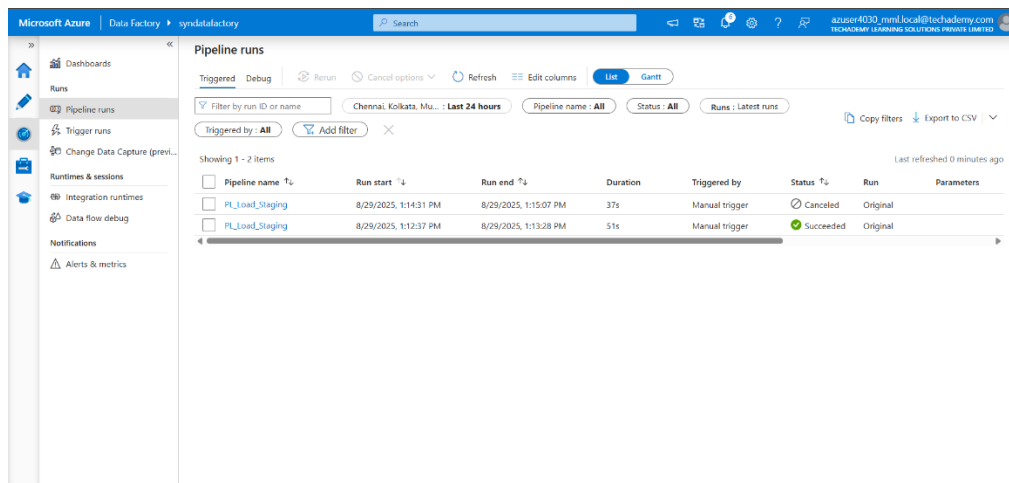 Microsoft Azure | Data Factory ▸ syndatafactory
Search
6
azuser4030_mml.local@techademy.com
TECHADEMY LEARNING SOLUTIONS PRIVATE LIMITED
»
«
Dashboards
Runs
Pipeline runs
Trigger runs
Change Data Capture (previ...
Runtimes & sessions
Integration runtimes
Data flow debug
Notifications
Alerts & metrics
Pipeline runs
Triggered Debug Rerun Cancel options Refresh Edit columns List Gantt
Filter by run ID or name Chennai, Kolkata, Mu... : Last 24 hours Pipeline name : All Status : All Runs : Latest runs
Triggered by : All Add filter
Copy filters Export to CSV
Showing 1 - 2 items
Last refreshed 0 minutes ago
Pipeline name ↑↓ Run start ↑↓ Run end ↑↓ Duration Triggered by Status ↑↓ Run Parameters
PL_Load_Staging 8/29/2025, 1:14:31 PM 8/29/2025, 1:15:07 PM 37s Manual trigger Canceled Original
PL_Load_Staging 8/29/2025, 1:12:37 PM 8/29/2025, 1:13:28 PM 51s Manual trigger Succeeded Original